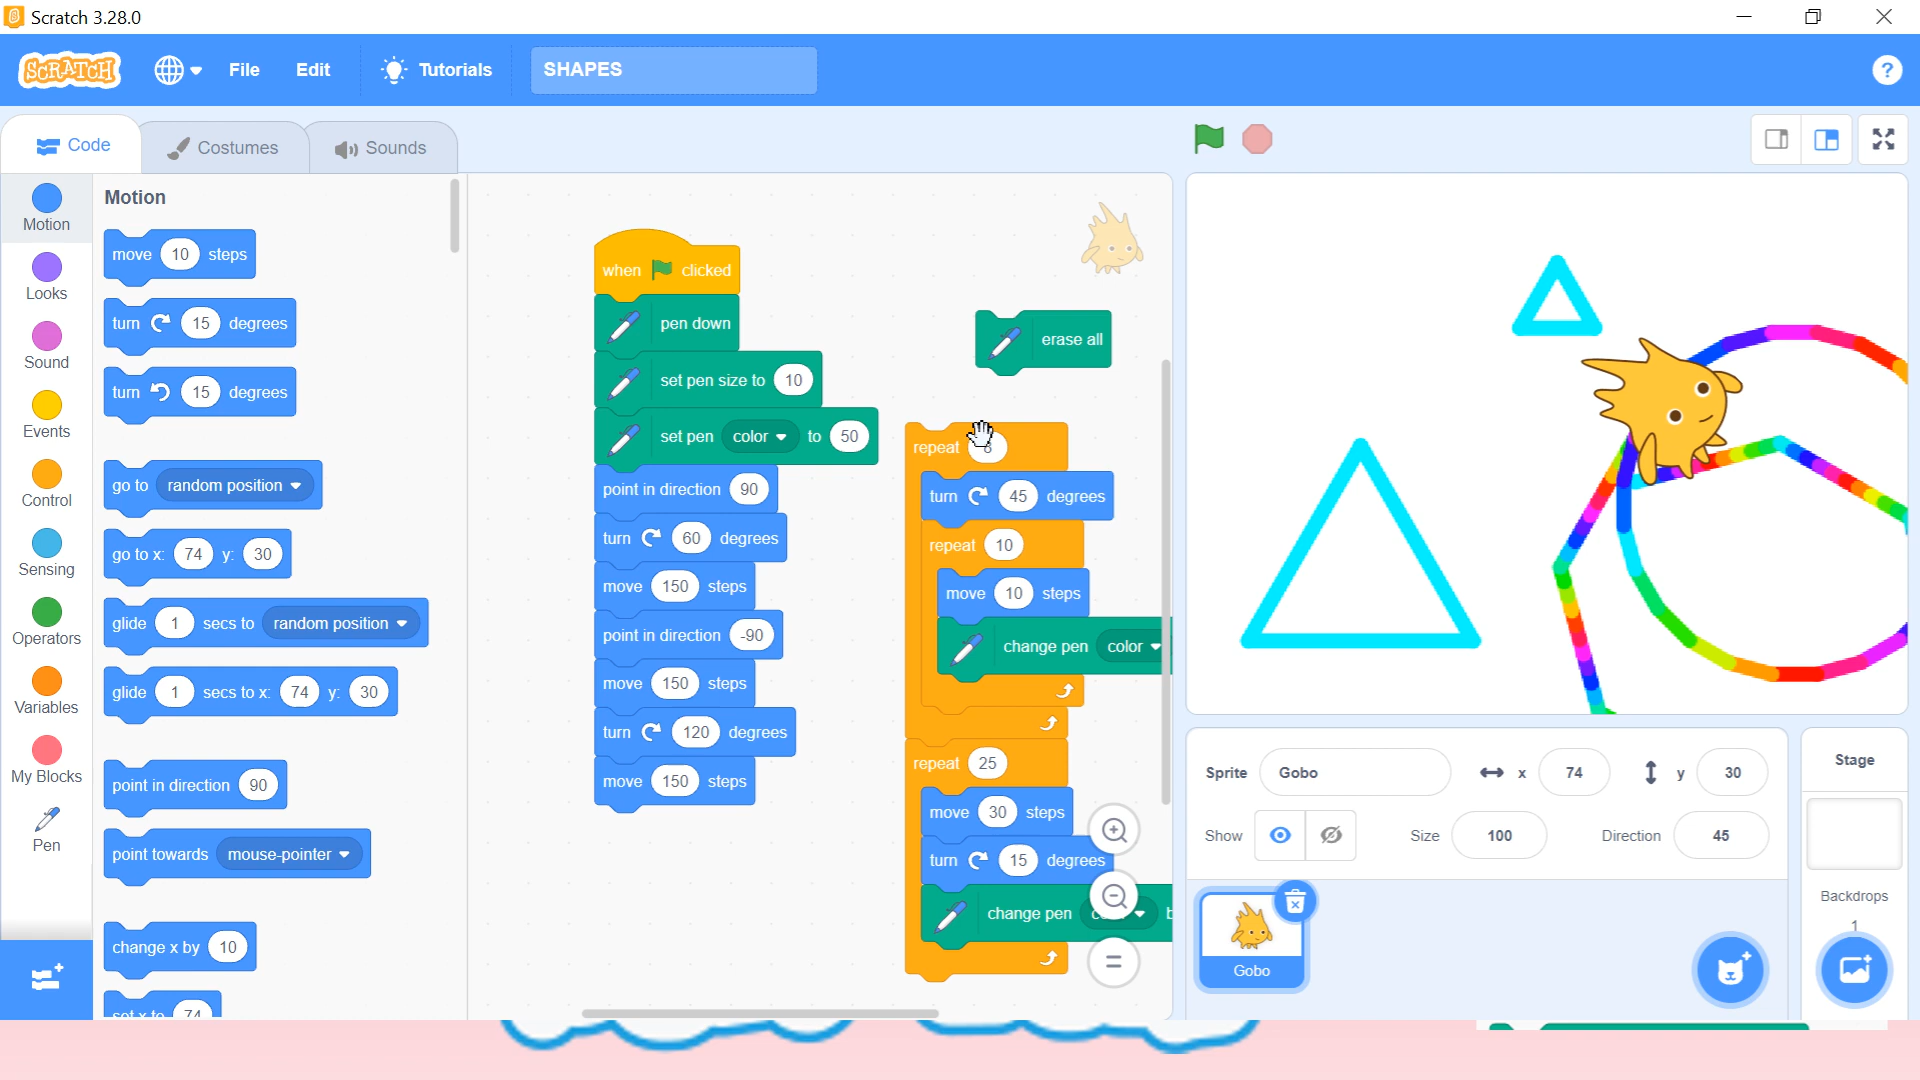 Scratch 3.28.0
SCRATCH File Edit Tutorials SHAPES ?
Code Costumes Sounds
Motion
Looks
Sound
Events
Control
Sensing
Operators
Variables
My Blocks
Pen
Motion
move 10 steps
turn 15 degrees
turn 15 degrees
go to random position
go to x: 74 y: 30
glide 1 secs to random position
glide 1 secs to x: 74 y: 30
point in direction 90
point towards mouse-pointer
change x by 10
set x to 74
when clicked
pen down
set pen size to 10
set pen color to 50
point in direction 90
turn 60 degrees
move 150 steps
point in direction -90
move 150 steps
turn 120 degrees
move 150 steps
erase all
repeat 8
turn 45 degrees
repeat 10
move 10 steps
change pen color
repeat 25
move 30 steps
turn 15 degrees
change pen
Sprite Gobo x 74 y 30
Show Size 100 Direction 45
Gobo
Stage
Backdrops
1